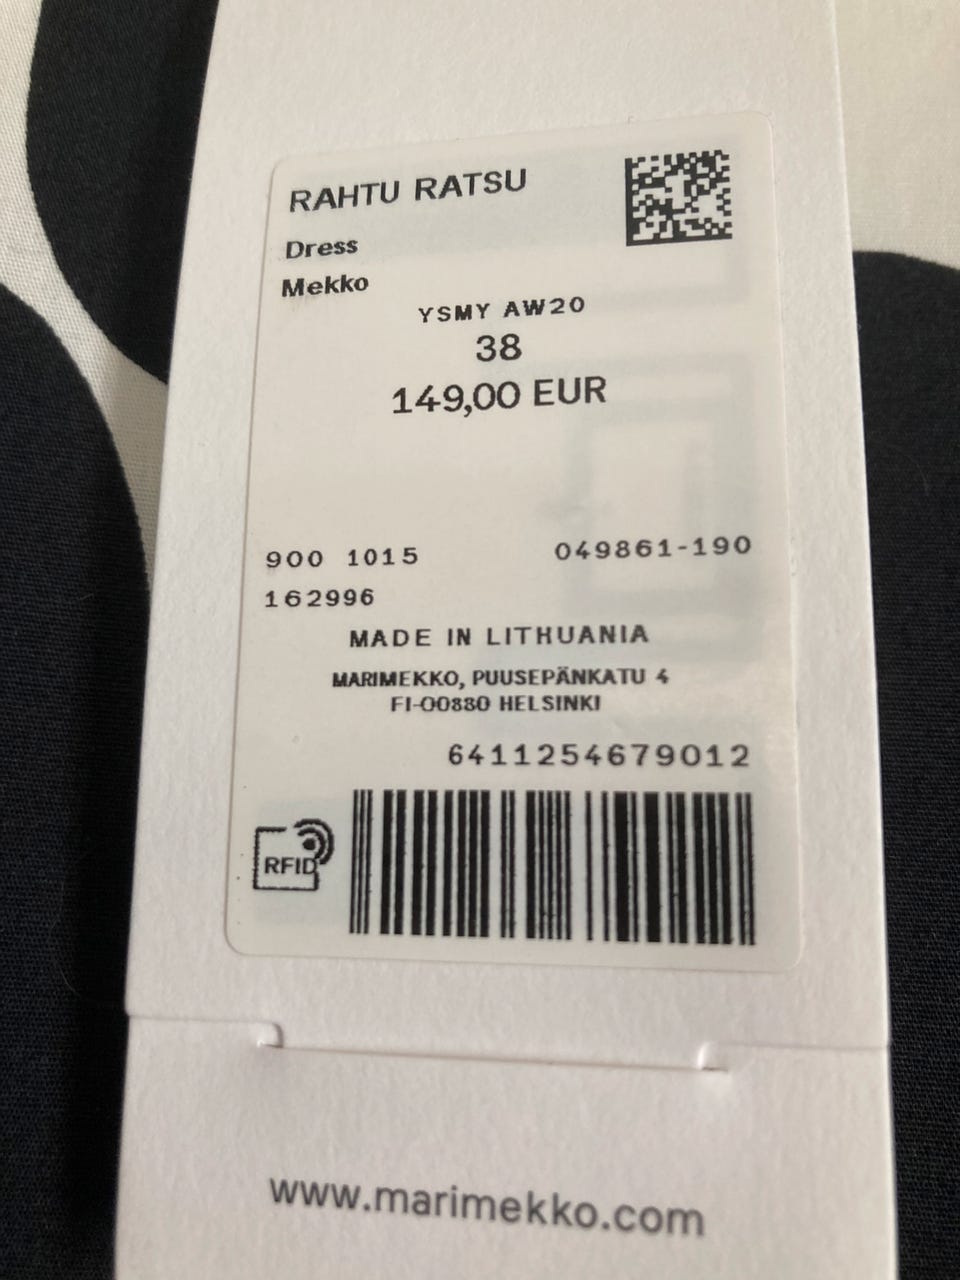 RAHTU RATSU
Dress
Mekko
YSMY AW20
38
149,00 EUR
900 1015 049861-190
162996
MADE IN LITHUANIA
MARIMEKKO, PUUSEPÄNKATU 4
FI-00880 HELSINKI
6411254679012
RFID
www.marimekko.com